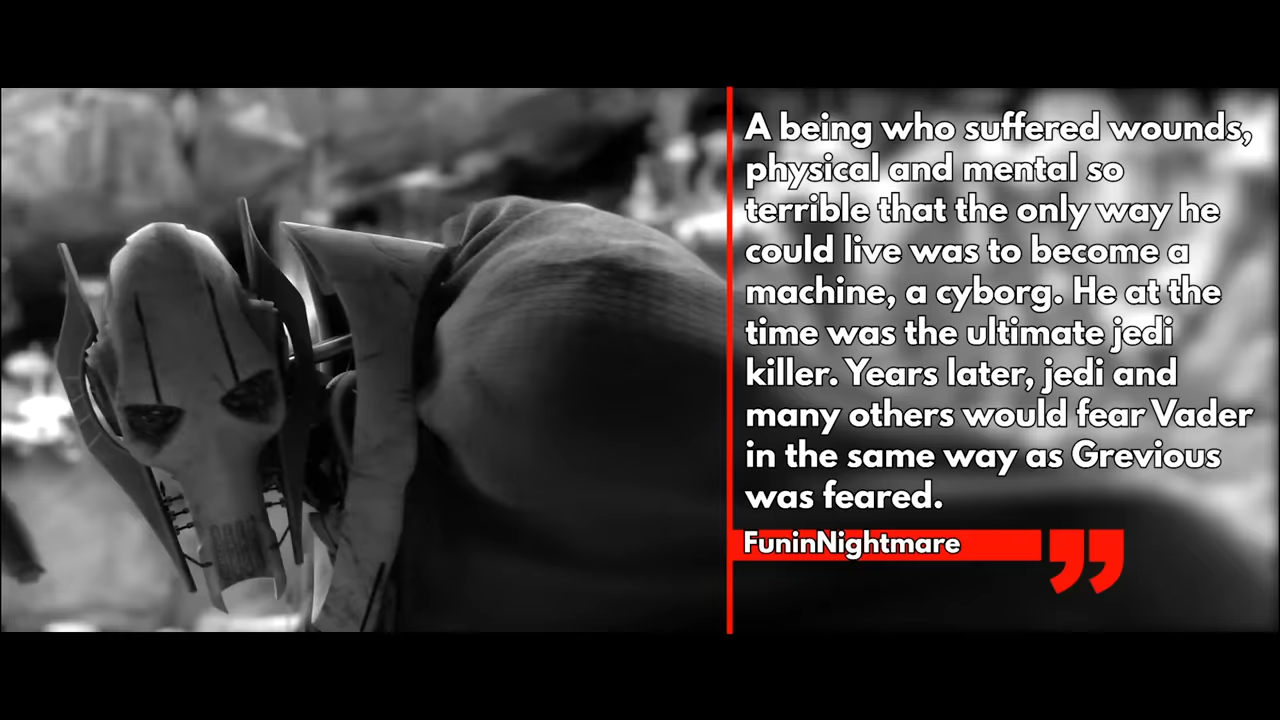 A being who suffered wounds,
physical and mental so
terrible that the only way he
could live was to become a
machine, a cyborg. He at the
time was the ultimate jedi
killer. Years later, jedi and
many others would fear Vader
in the same way as Grevious
was feared.
FuninNightmare
”